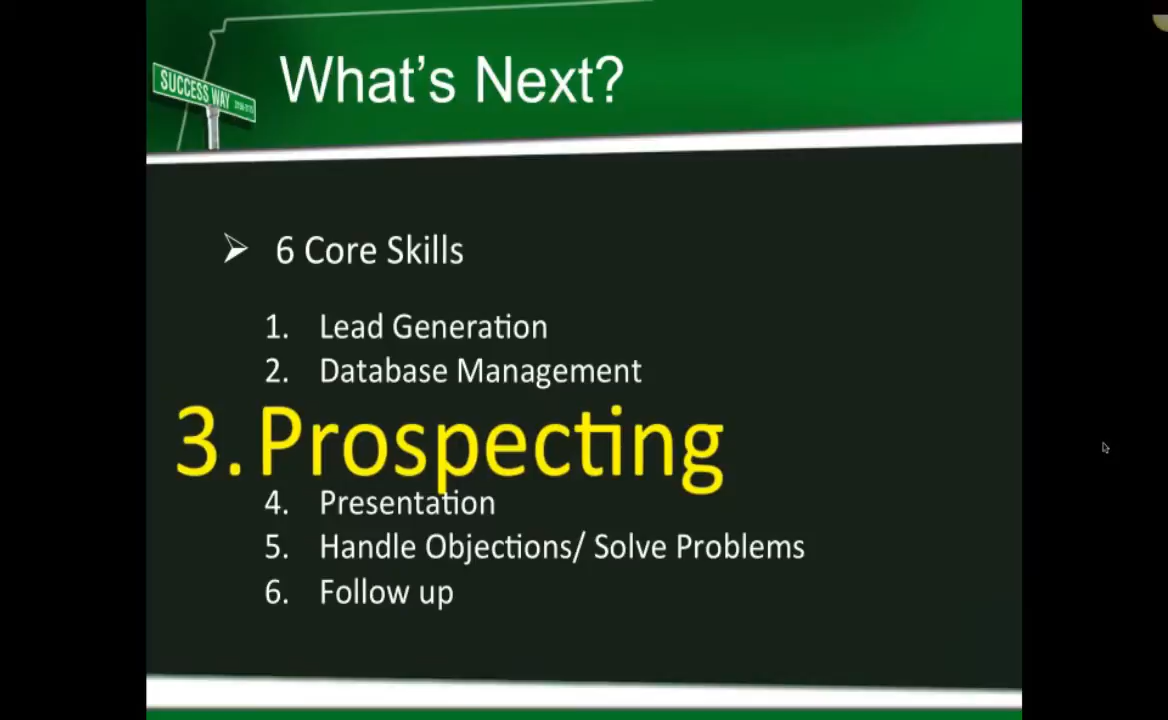 What's Next?
SUCCESS WAY
6 Core Skills
1. Lead Generation
2. Database Management
3. Prospecting
4. Presentation
5. Handle Objections/ Solve Problems
6. Follow up